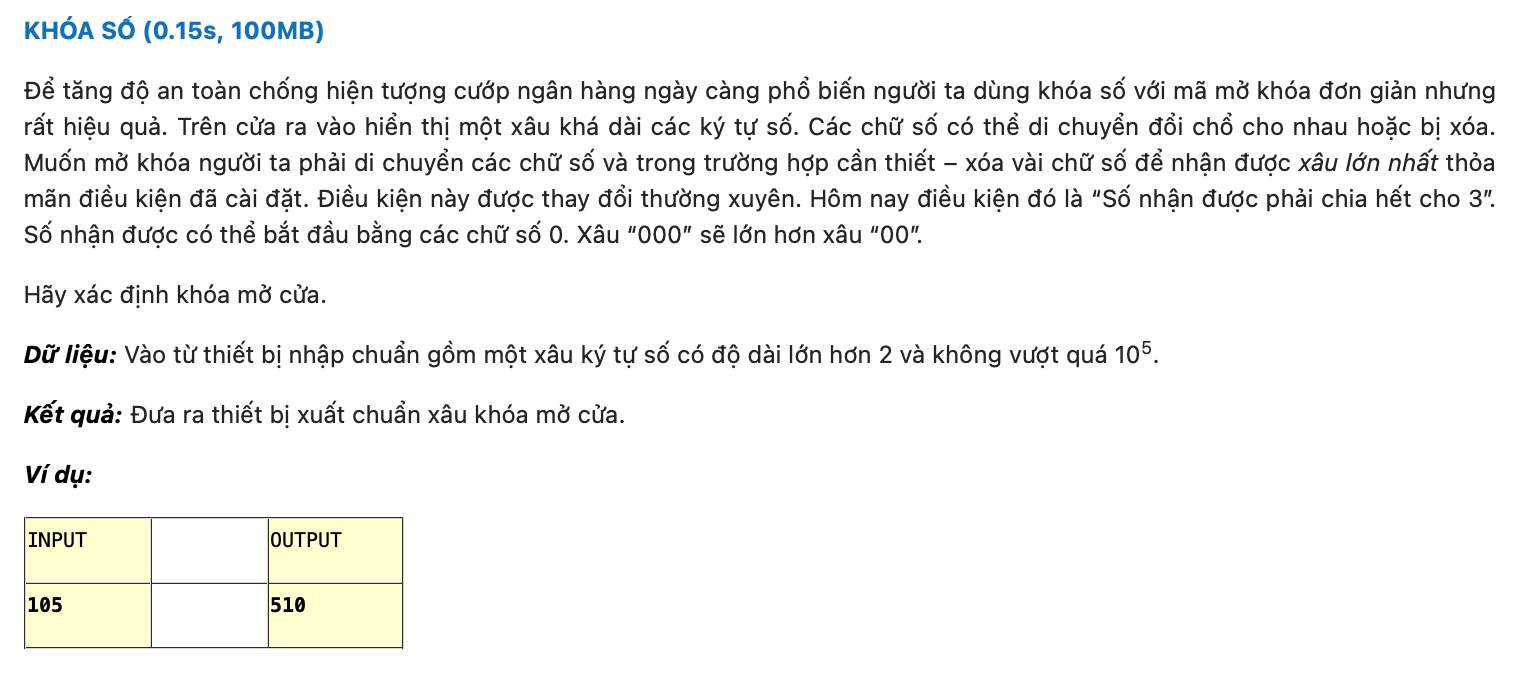 KHÓA SỐ (0.15s, 100MB)
Để tăng độ an toàn chống hiện tượng cướp ngân hàng ngày càng phổ biến người ta dùng khóa số với mã mở khóa đơn giản nhưng
rất hiệu quả. Trên cửa ra vào hiển thị một xâu khá dài các ký tự số. Các chữ số có thể di chuyển đổi chổ cho nhau hoặc bị xóa.
Muốn mở khóa người ta phải di chuyển các chữ số và trong trường hợp cần thiết – xóa vài chữ số để nhận được xâu lớn nhất thỏa
mãn điều kiện đã cài đặt. Điều kiện này được thay đổi thường xuyên. Hôm nay điều kiện đó là “Số nhận được phải chia hết cho 3”.
Số nhận được có thể bắt đầu bằng các chữ số 0. Xâu “000” sẽ lớn hơn xâu “00”.
Hãy xác định khóa mở cửa.
Dữ liệu: Vào từ thiết bị nhập chuẩn gồm một xâu ký tự số có độ dài lớn hơn 2 và không vượt quá 10⁵.
Kết quả: Đưa ra thiết bị xuất chuẩn xâu khóa mở cửa.
Ví dụ:
INPUT OUTPUT
105 510